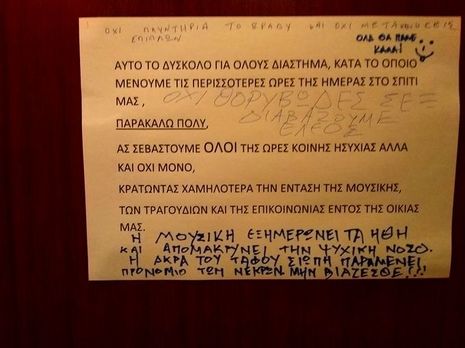 ΟΧΙ ΠΛΥΝΤΗΡΙΑ ΤΟ ΒΡΑΔΥ ΚΑΙ ΟΧΙ ΜΕΤΑΚΙΝΗΣΕΙΣ
ΕΠΙΠΛΩΝ
ΟΛΑ ΘΑ ΠΑΝΕ
ΚΑΛΑ!
ΑΥΤΟ ΤΟ ΔΥΣΚΟΛΟ ΓΙΑ ΟΛΟΥΣ ΔΙΑΣΤΗΜΑ, ΚΑΤΑ ΤΟ ΟΠΟΙΟ
ΜΕΝΟΥΜΕ ΤΙΣ ΠΕΡΙΣΣΟΤΕΡΕΣ ΩΡΕΣ ΤΗΣ ΗΜΕΡΑΣ ΣΤΟ ΣΠΙΤΙ
ΜΑΣ ,
ΟΧΙ ΘΟΡΥΒΩΔΕΣ ΣΕΞ
ΔΙΑΒΑΖΟΥΜΕ
ΕΛΕΟΣ
ΠΑΡΑΚΑΛΩ ΠΟΛΥ,
ΑΣ ΣΕΒΑΣΤΟΥΜΕ ΟΛΟΙ ΤΗΣ ΩΡΕΣ ΚΟΙΝΗΣ ΗΣΥΧΙΑΣ ΑΛΛΑ
ΚΑΙ ΟΧΙ ΜΟΝΟ,
ΚΡΑΤΩΝΤΑΣ ΧΑΜΗΛΟΤΕΡΑ ΤΗΝ ΕΝΤΑΣΗ ΤΗΣ ΜΟΥΣΙΚΗΣ,
ΤΩΝ ΤΡΑΓΟΥΔΙΩΝ ΚΑΙ ΤΗΣ ΕΠΙΚΟΙΝΩΝΙΑΣ ΕΝΤΟΣ ΤΗΣ ΟΙΚΙΑΣ
ΜΑΣ.
Η ΜΟΥΣΙΚΗ ΕΞΗΜΕΡΩΝΕΙ ΤΑ ΗΘΗ
ΚΑΙ ΑΠΟΜΑΚΡΥΝΕΙ ΤΗΝ ΨΥΧΙΚΗ ΝΟΣΟ.
Η ΑΚΡΑ ΤΟΥ ΤΑΦΟΥ ΣΙΩΠΗ ΠΑΡΑΜΕΝΕΙ
ΠΡΟΝΟΜΙΟ ΤΩΝ ΝΕΚΡΩΝ. ΜΗΝ ΒΙΑΖΕΣΘΕ!!!